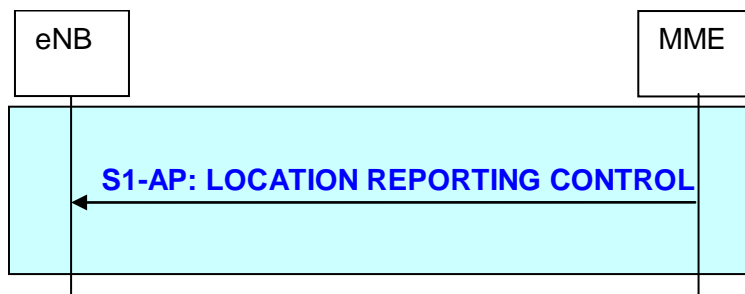 eNB
MME
S1-AP: LOCATION REPORTING CONTROL